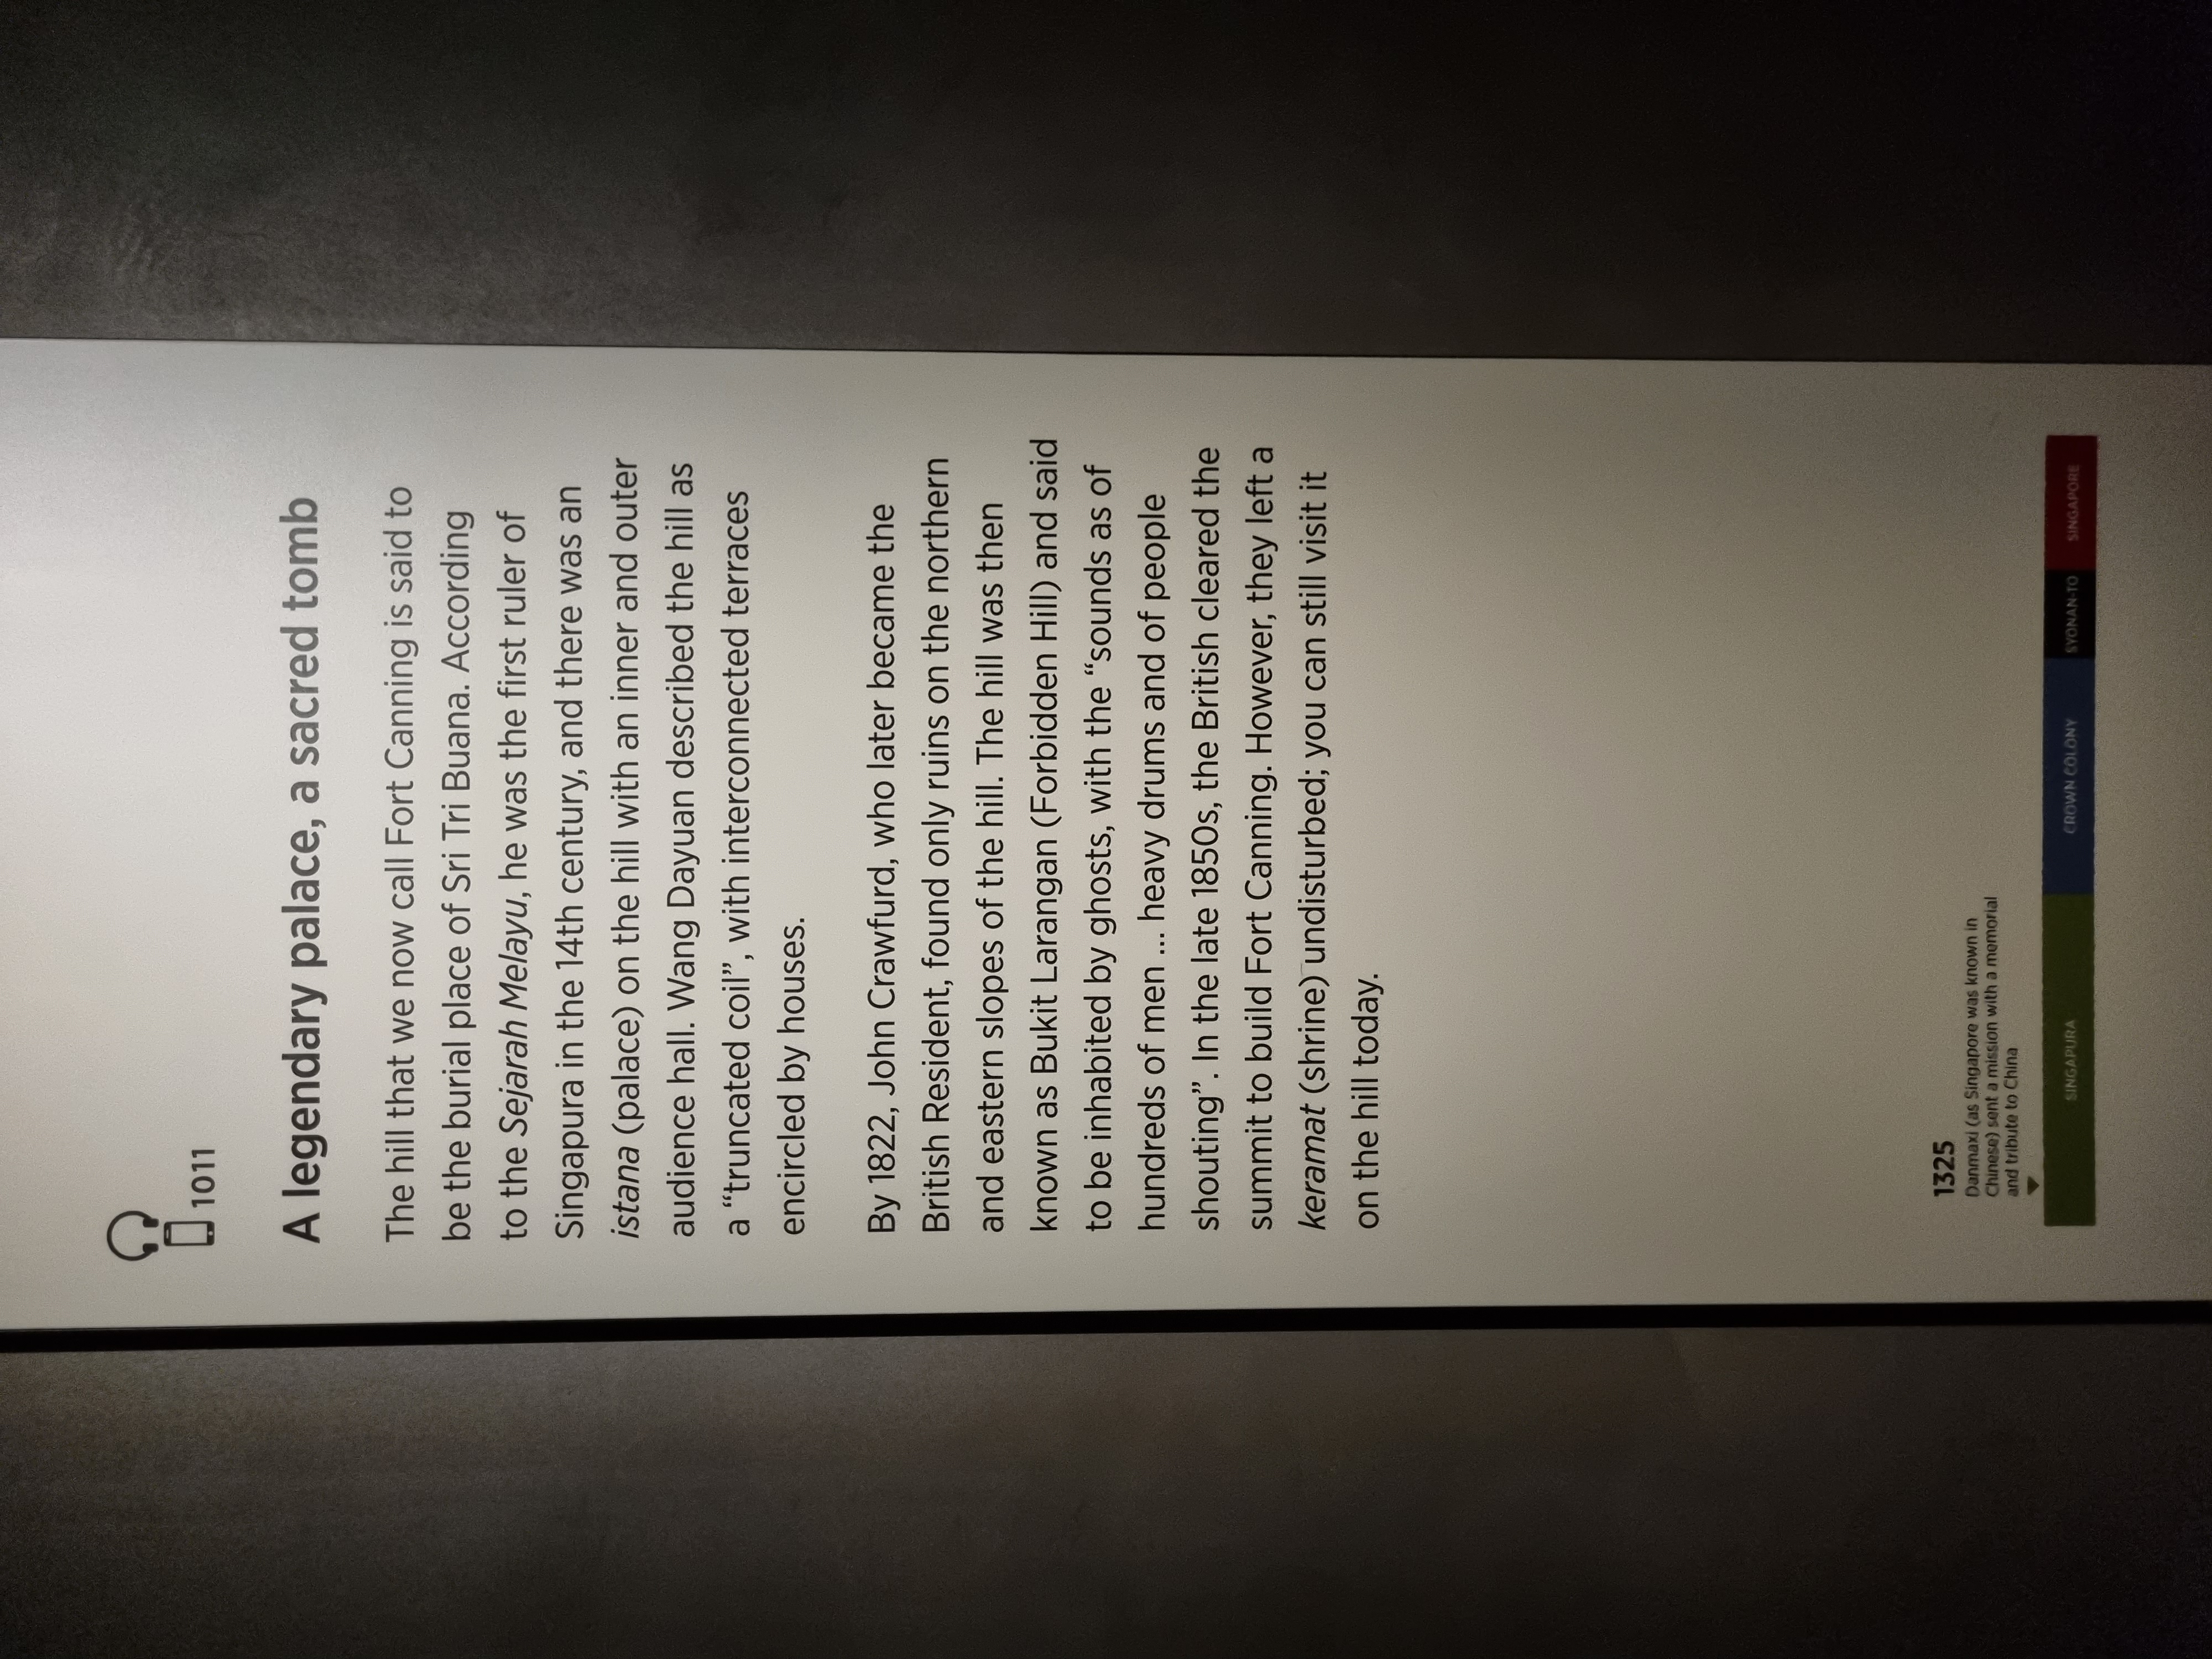 1011
A legendary palace, a sacred tomb
The hill that we now call Fort Canning is said to
be the burial place of Sri Tri Buana. According
to the Sejarah Melayu, he was the first ruler of
Singapura in the 14th century, and there was an
istana (palace) on the hill with an inner and outer
audience hall. Wang Dayuan described the hill as
a “truncated coil”, with interconnected terraces
encircled by houses.
By 1822, John Crawfurd, who later became the
British Resident, found only ruins on the northern
and eastern slopes of the hill. The hill was then
known as Bukit Larangan (Forbidden Hill) and said
to be inhabited by ghosts, with the “sounds as of
hundreds of men ... heavy drums and of people
shouting”. In the late 1850s, the British cleared the
summit to build Fort Canning. However, they left a
keramat (shrine) undisturbed; you can still visit it
on the hill today.
1325
Danmaxi (as Singapore was known in
Chinese) sent a mission with a memorial
and tribute to China
SINGAPURA CROWN COLONY SYONAN-TO SINGAPORE